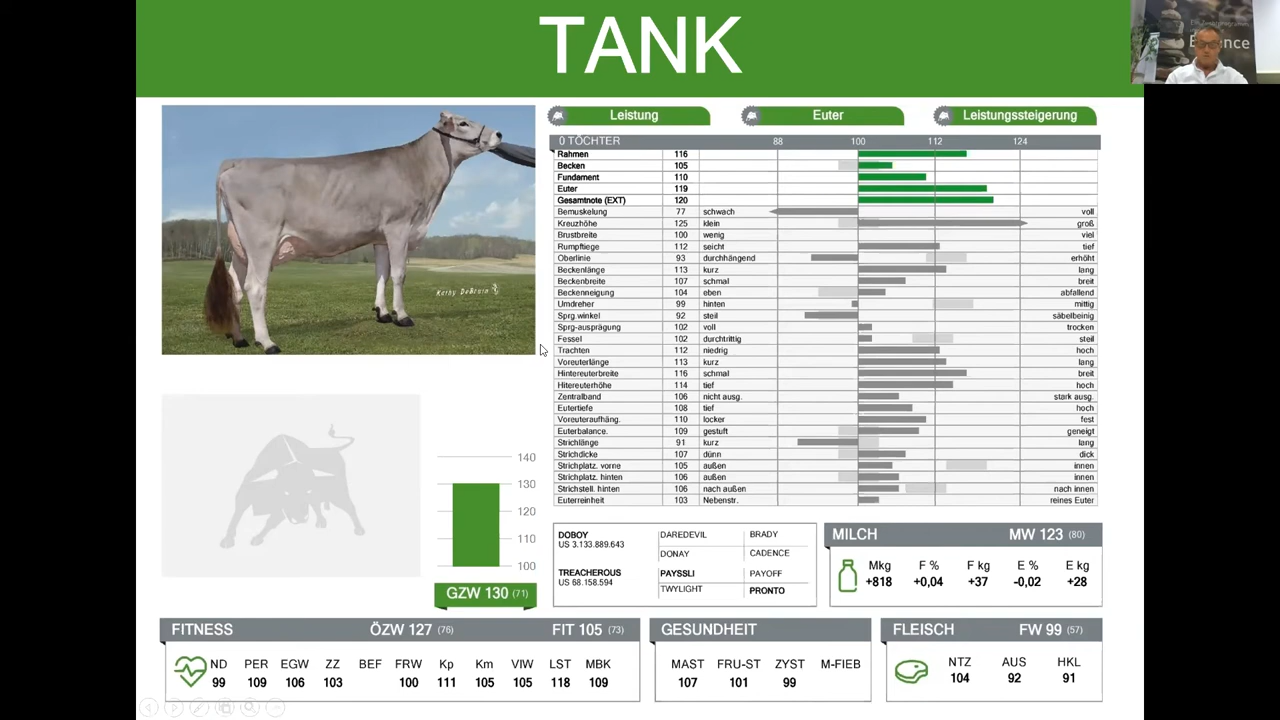 TANK
Leistung Euter Leistungssteigerung
0 TÖCHTER 88 100 112 124
Rahmen 116
Becken 105
Fundament 110
Euter 119
Gesamtnote (EXT) 120
Bemuskelung 77 schwach voll
Kreuzhöhe 125 klein groß
Brustbreite 100 wenig viel
Rumpftiege 112 seicht tief
Oberlinie 93 durchhängend erhöht
Beckenlänge 113 kurz lang
Beckenbreite 107 schmal breit
Beckenneigung 104 eben abfallend
Umdreher 99 hinten mittig
Sprg.winkel 92 steil säbelbeinig
Sprg-ausprägung 102 voll trocken
Fessel 102 durchtrittig steil
Trachten 112 niedrig hoch
Voreuterlänge 113 kurz lang
Hintereuterbreite 116 schmal breit
Hitereuterhöhe 114 tief hoch
Zentralband 106 nicht ausg. stark ausg.
Eutertiefe 108 tief hoch
Voreuteraufhäng. 110 locker fest
Euterbalance. 109 gestuft geneigt
Strichlänge 91 kurz lang
Strichdicke 107 dünn dick
Strichplatz. vorne 105 außen innen
Strichplatz. hinten 106 außen innen
Strichstell. hinten 106 nach außen nach innen
Euterreinheit 103 Nebenstr. reines Euter
Kathy DeBruin
140
130
120
110
100
GZW 130 (71)
DOBOY DAREDEVIL BRADY
US 3.133.889.643
DONAY CADENCE
TREACHEROUS PAYSSLI PAYOFF
US 68.158.594
TWYLIGHT PRONTO
MILCH MW 123 (80)
Mkg F % F kg E % E kg
+818 +0,04 +37 -0,02 +28
FITNESS ÖZW 127 (76) FIT 105 (73)
ND PER EGW ZZ BEF FRW Kp Km VIW LST MBK
99 109 106 103 100 111 105 105 118 109
GESUNDHEIT
MAST FRU-ST ZYST M-FIEB
107 101 99
FLEISCH FW 99 (57)
NTZ AUS HKL
104 92 91